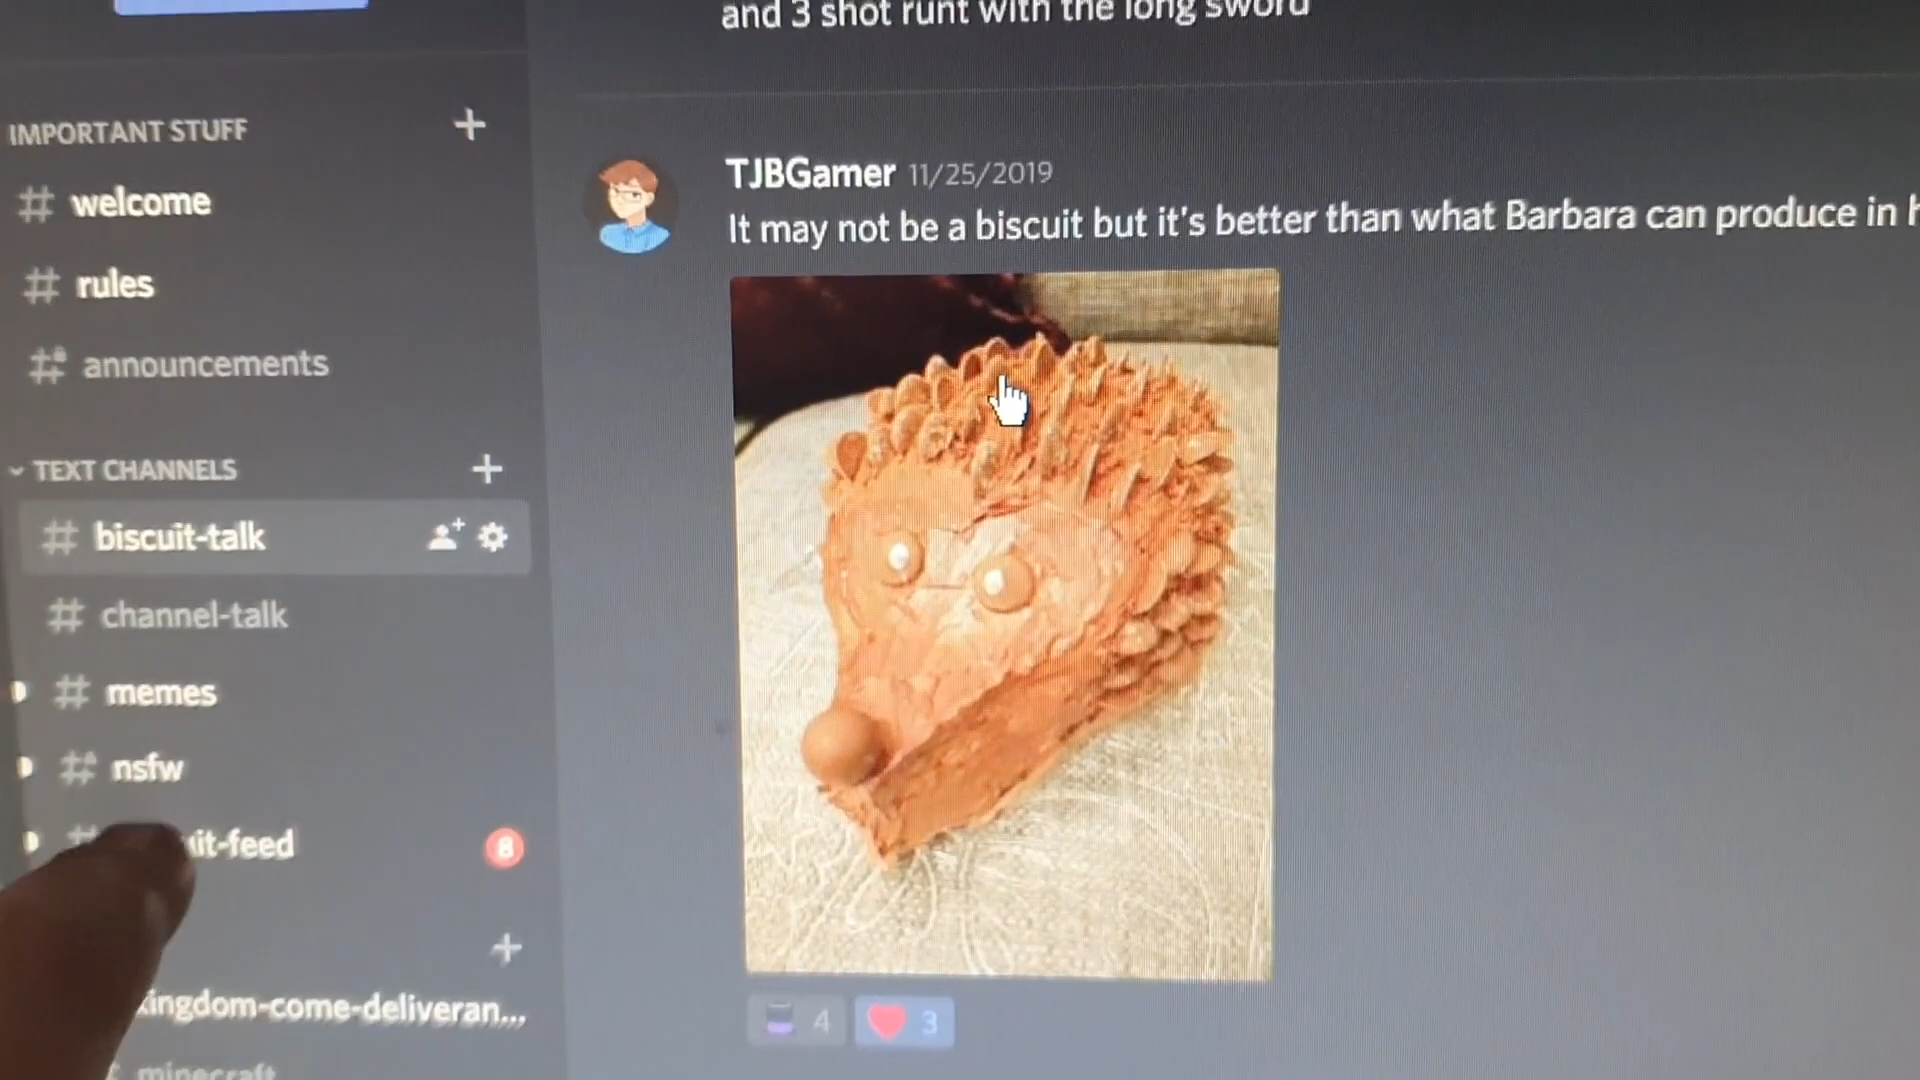 and 3 shot runt with the long sword
IMPORTANT STUFF
welcome
rules
announcements
TEXT CHANNELS
biscuit-talk
channel-talk
memes
nsfw
it-feed
8
ingdom-come-deliveran...
minecraft
TJBGamer 11/25/2019
It may not be a biscuit but it's better than what Barbara can produce in
4
3